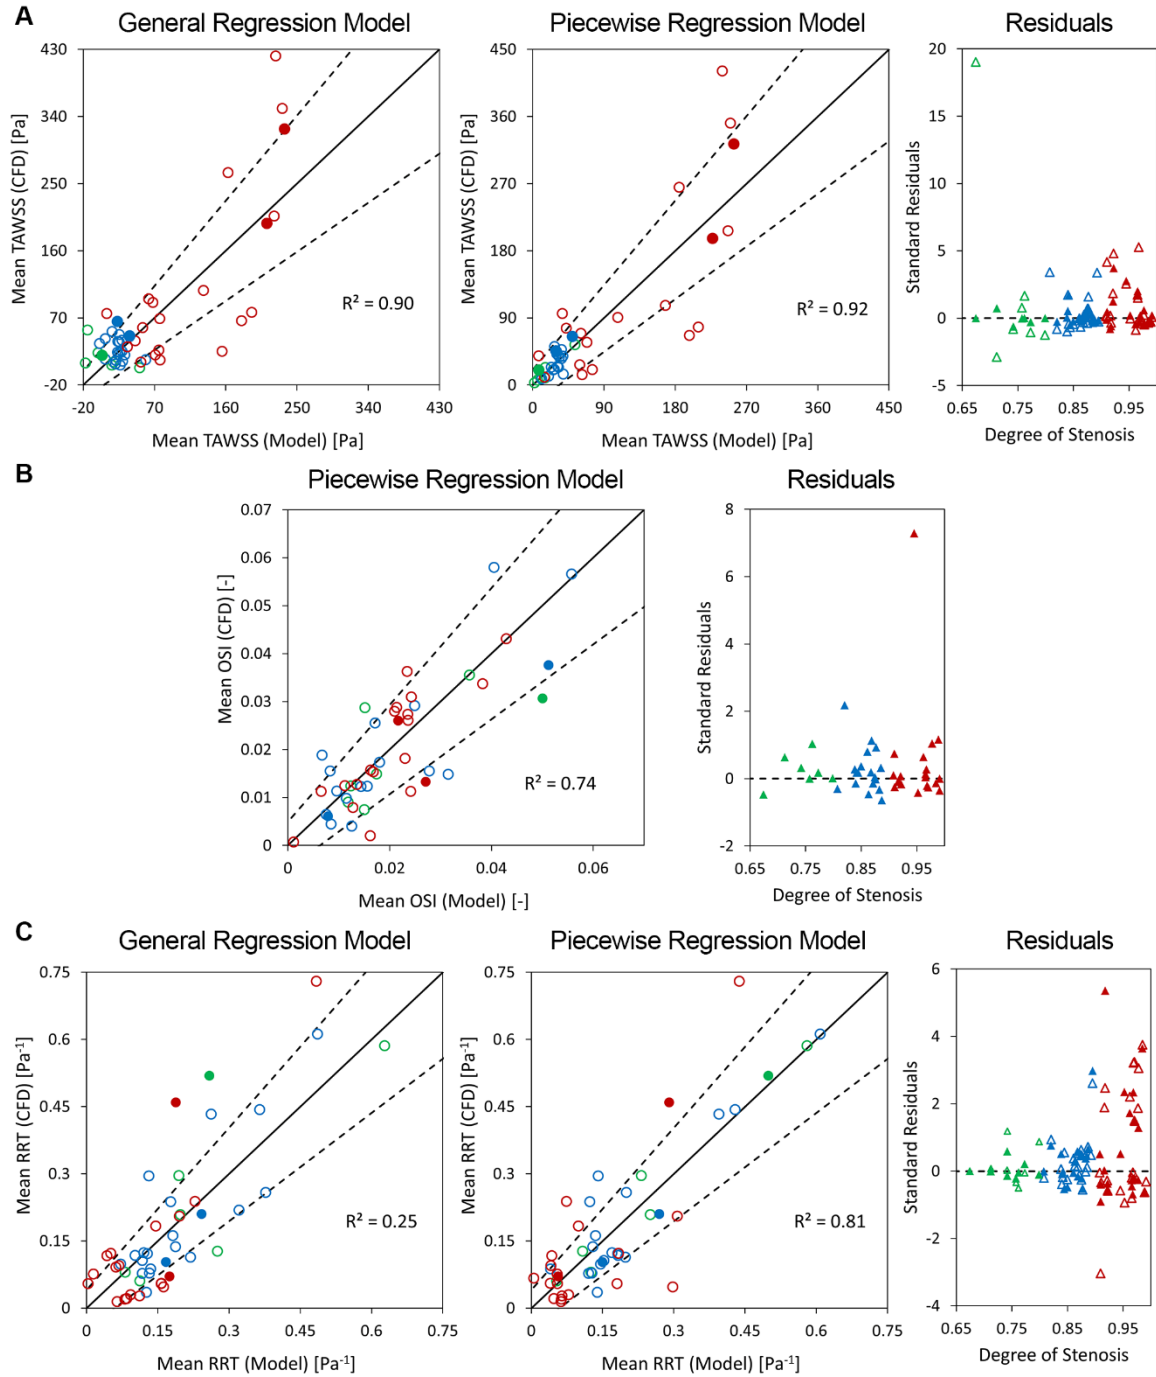 A
General Regression Model
Piecewise Regression Model
Residuals
Mean TAWSS (CFD) [Pa]
430
340
250
160
70
-20
R² = 0.90
-20 70 160 250 340 430
Mean TAWSS (Model) [Pa]
Mean TAWSS (CFD) [Pa]
450
360
270
180
90
0
R² = 0.92
0 90 180 270 360 450
Mean TAWSS (Model) [Pa]
Standard Residuals
20
15
10
5
0
-5
0.65 0.75 0.85 0.95
Degree of Stenosis
B
Piecewise Regression Model
Residuals
Mean OSI (CFD) [-]
0.07
0.06
0.05
0.04
0.03
0.02
0.01
0
R² = 0.74
0 0.02 0.04 0.06
Mean OSI (Model) [-]
Standard Residuals
8
6
4
2
0
-2
0.65 0.75 0.85 0.95
Degree of Stenosis
C
General Regression Model
Piecewise Regression Model
Residuals
Mean RRT (CFD) [Pa⁻¹]
0.75
0.6
0.45
0.3
0.15
0
R² = 0.25
0 0.15 0.3 0.45 0.6 0.75
Mean RRT (Model) [Pa⁻¹]
Mean RRT (CFD) [Pa⁻¹]
0.75
0.6
0.45
0.3
0.15
0
R² = 0.81
0 0.15 0.3 0.45 0.6 0.75
Mean RRT (Model) [Pa⁻¹]
Standard Residuals
6
4
2
0
-2
-4
0.65 0.75 0.85 0.95
Degree of Stenosis